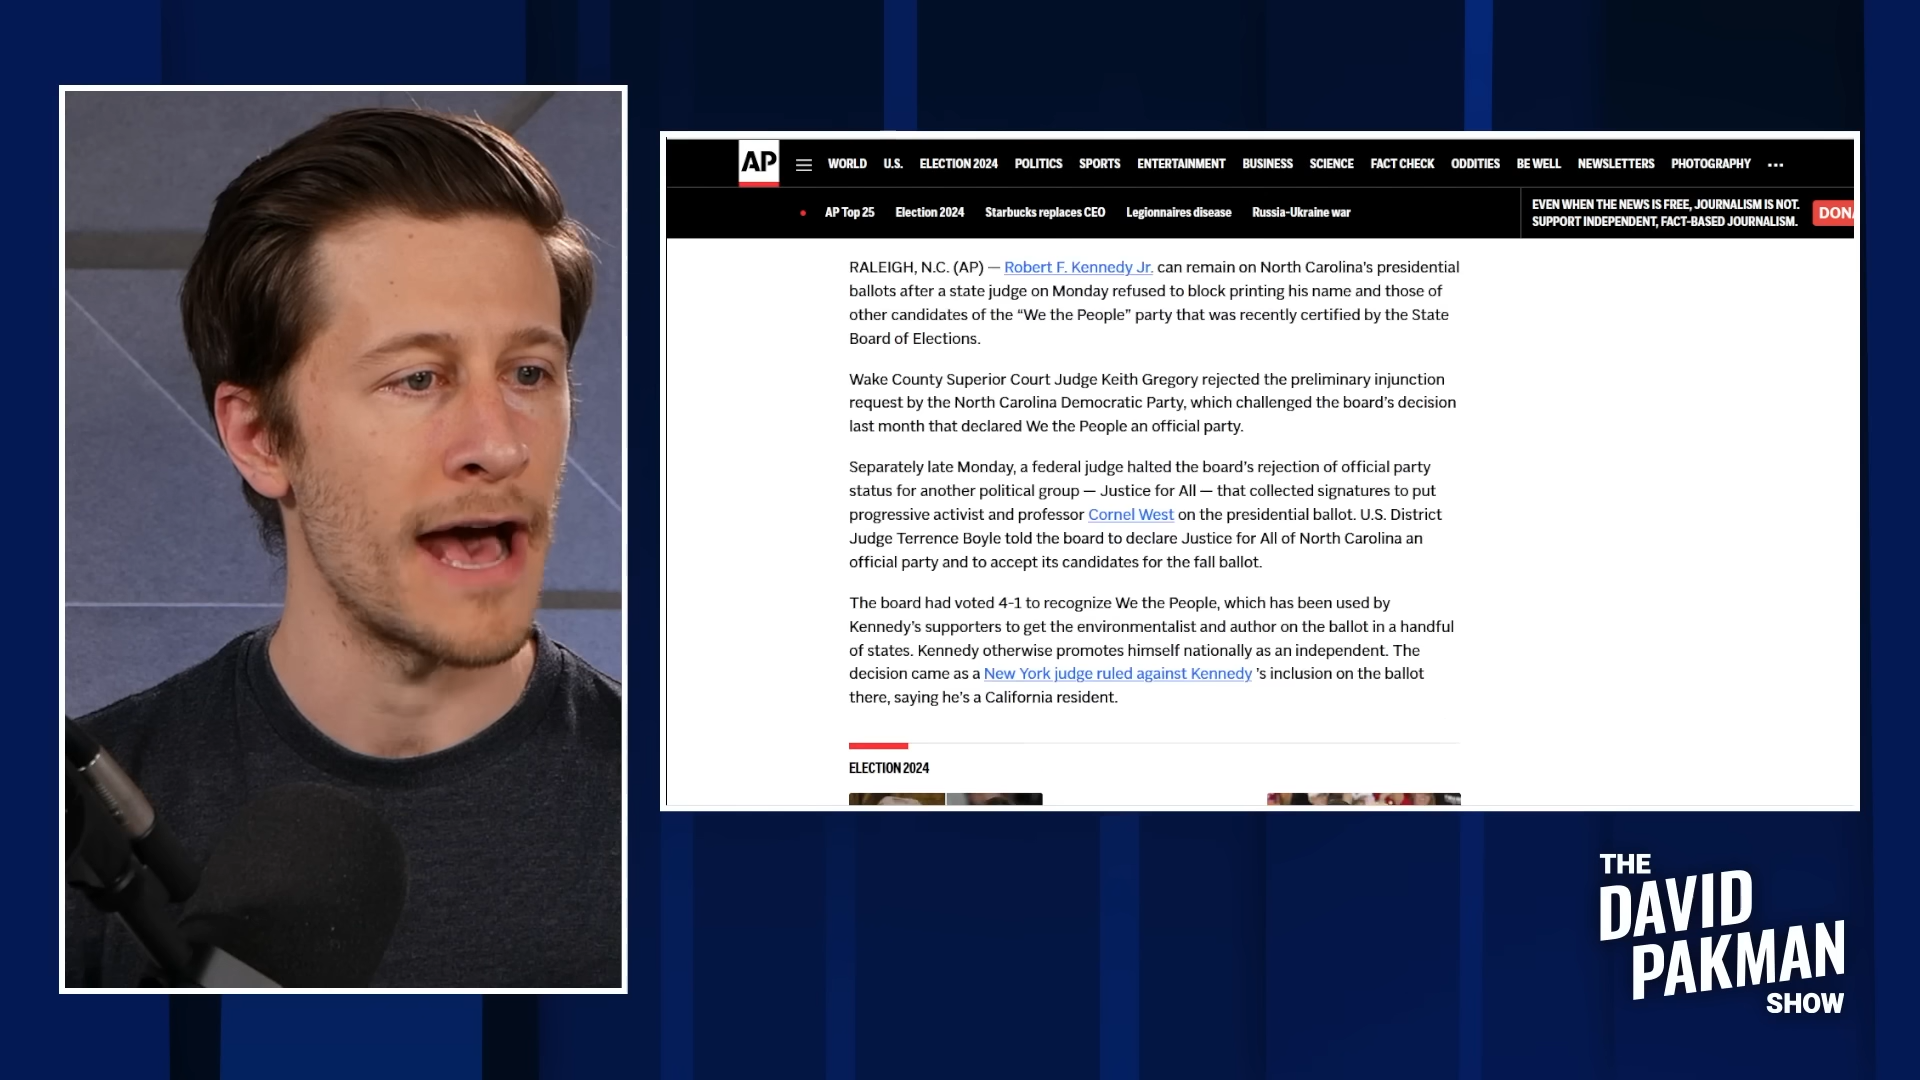 AP
WORLD U.S. ELECTION 2024 POLITICS SPORTS ENTERTAINMENT BUSINESS SCIENCE FACT CHECK ODDITIES BE WELL NEWSLETTERS PHOTOGRAPHY ...
AP Top 25 Election 2024 Starbucks replaces CEO Legionnaires disease Russia-Ukraine war
EVEN WHEN THE NEWS IS FREE, JOURNALISM IS NOT.
SUPPORT INDEPENDENT, FACT-BASED JOURNALISM.
DONA
RALEIGH, N.C. (AP) — Robert F. Kennedy Jr. can remain on North Carolina's presidential
ballots after a state judge on Monday refused to block printing his name and those of
other candidates of the “We the People” party that was recently certified by the State
Board of Elections.
Wake County Superior Court Judge Keith Gregory rejected the preliminary injunction
request by the North Carolina Democratic Party, which challenged the board’s decision
last month that declared We the People an official party.
Separately late Monday, a federal judge halted the board’s rejection of official party
status for another political group — Justice for All — that collected signatures to put
progressive activist and professor Cornel West on the presidential ballot. U.S. District
Judge Terrence Boyle told the board to declare Justice for All of North Carolina an
official party and to accept its candidates for the fall ballot.
The board had voted 4-1 to recognize We the People, which has been used by
Kennedy’s supporters to get the environmentalist and author on the ballot in a handful
of states. Kennedy otherwise promotes himself nationally as an independent. The
decision came as a New York judge ruled against Kennedy 's inclusion on the ballot
there, saying he’s a California resident.
ELECTION 2024
THE
DAVID
PAKMAN
SHOW